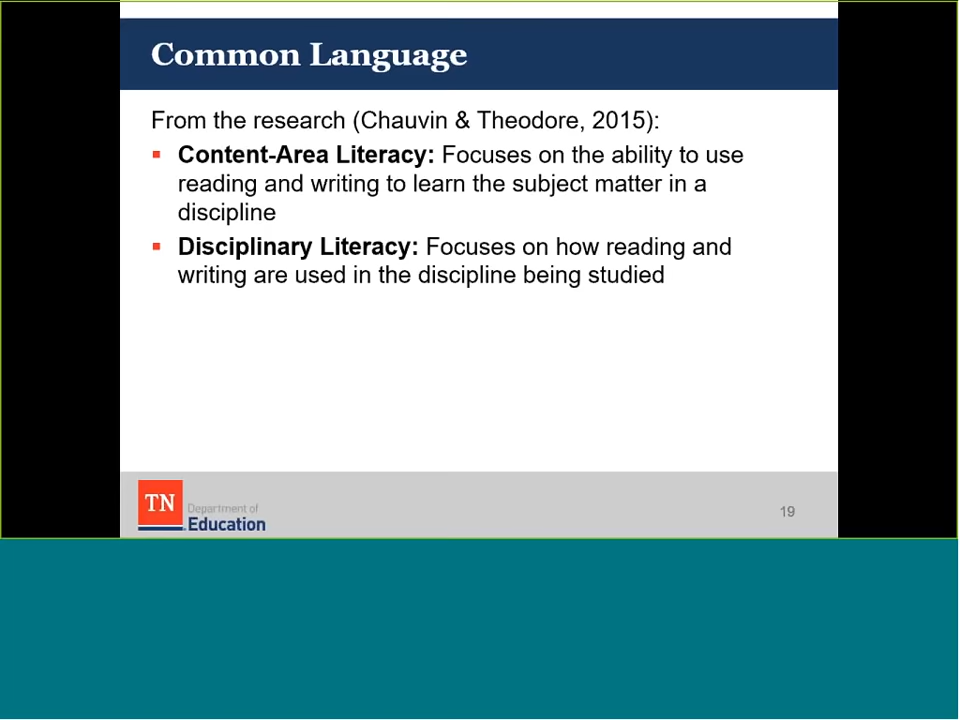 Common Language
From the research (Chauvin & Theodore, 2015):
▪ Content-Area Literacy: Focuses on the ability to use
reading and writing to learn the subject matter in a
discipline
▪ Disciplinary Literacy: Focuses on how reading and
writing are used in the discipline being studied
TN
Department of
Education
19